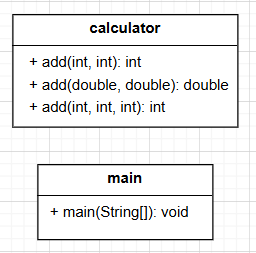 calculator
+ add(int, int): int
+ add(double, double): double
+ add(int, int, int): int
main
+ main(String[]): void